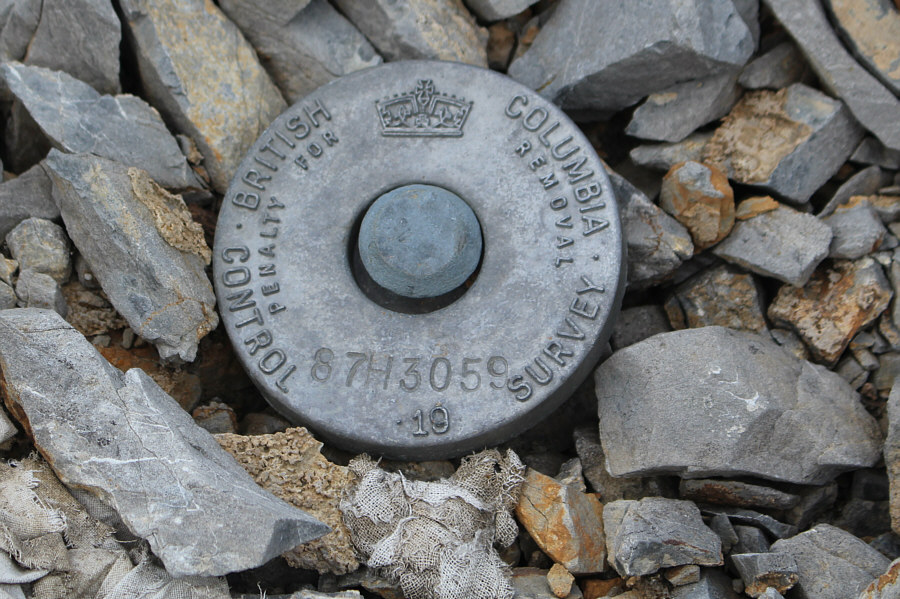 BRITISH COLUMBIA
PENALTY FOR REMOVAL
CONTROL SURVEY
87H3059
19